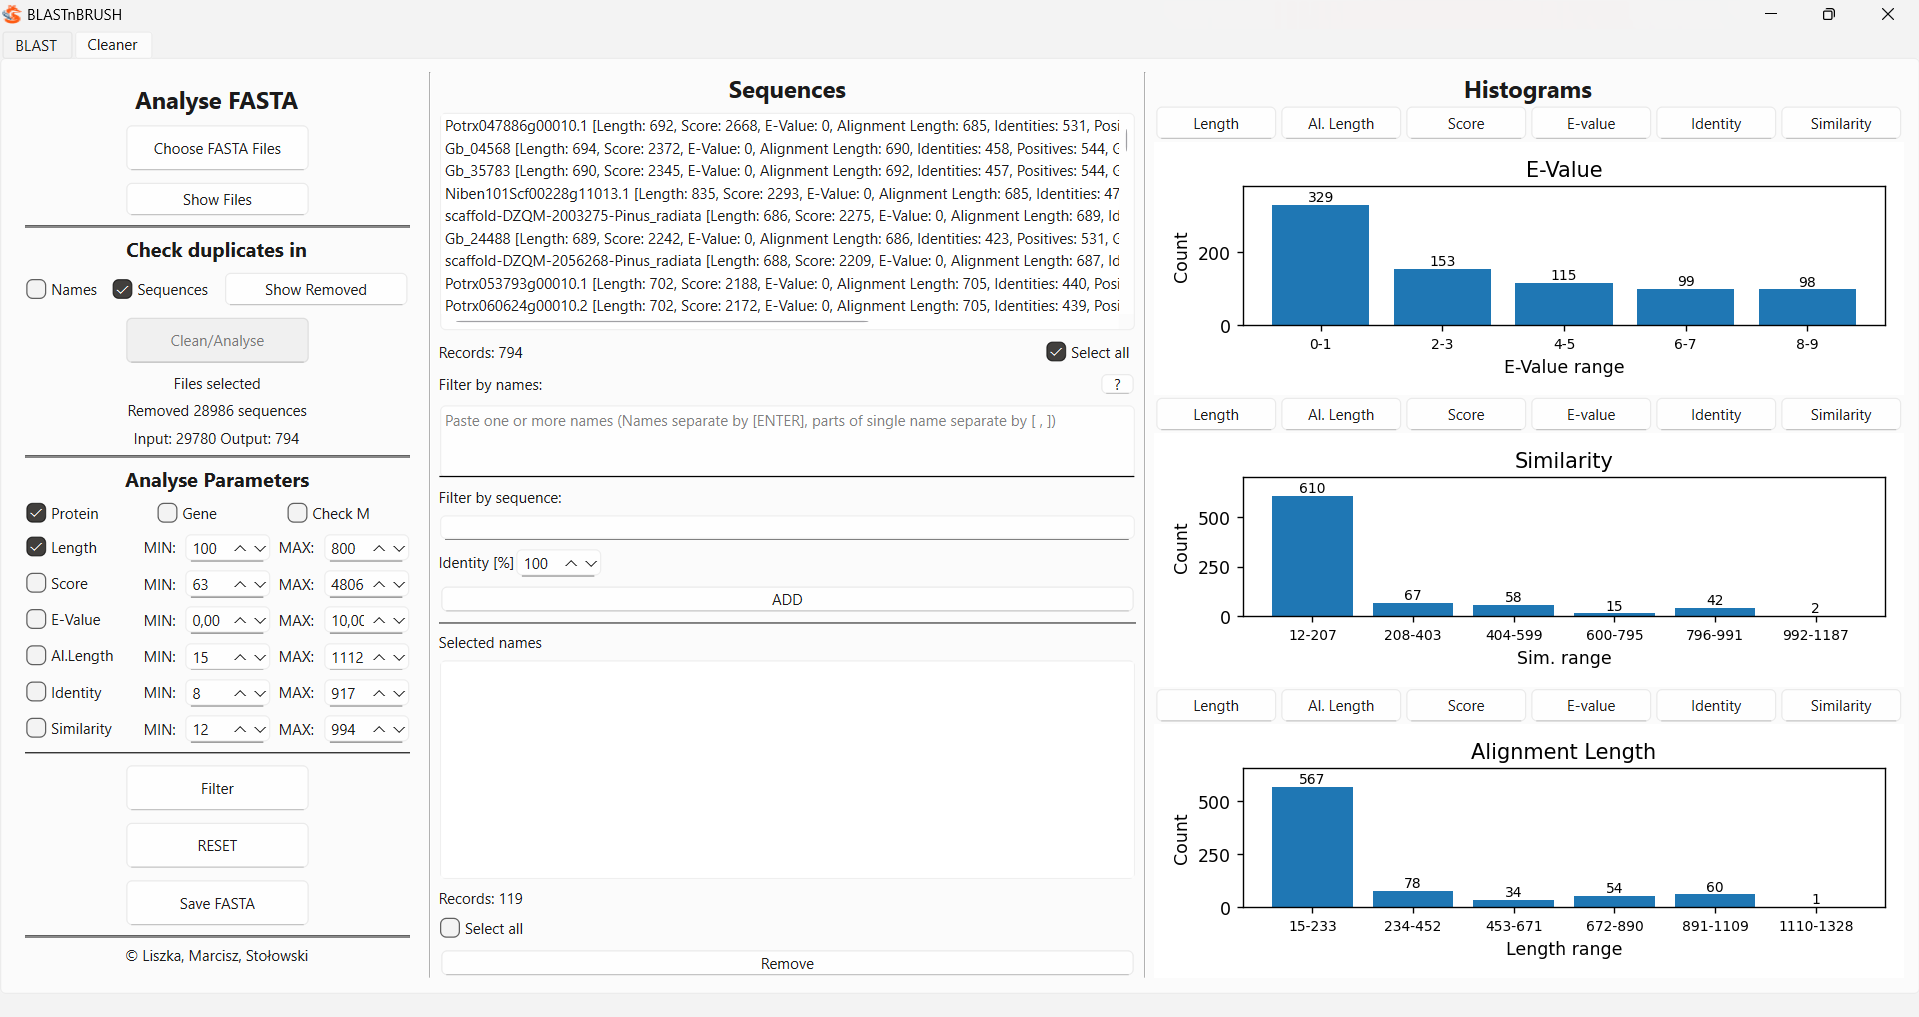 BLASTnBRUSH
BLAST Cleaner
Analyse FASTA
Choose FASTA Files
Show Files
Check duplicates in
Names Sequences Show Removed
Clean/Analyse
Files selected
Removed 28986 sequences
Input: 29780 Output: 794
Analyse Parameters
Protein Gene Check M
Length MIN: 100 MAX: 800
Score MIN: 63 MAX: 4806
E-Value MIN: 0,00 MAX: 10,0
Al.Length MIN: 15 MAX: 1112
Identity MIN: 8 MAX: 917
Similarity MIN: 12 MAX: 994
Filter
RESET
Save FASTA
© Liszka, Marcisz, Stołowski
Sequences
Potrx047886g00010.1 [Length: 692, Score: 2668, E-Value: 0, Alignment Length: 685, Identities: 531, Posi
Gb_04568 [Length: 694, Score: 2372, E-Value: 0, Alignment Length: 690, Identities: 458, Positives: 544,
Gb_35783 [Length: 690, Score: 2345, E-Value: 0, Alignment Length: 692, Identities: 457, Positives: 544,
Niben101Scf00228g11013.1 [Length: 835, Score: 2293, E-Value: 0, Alignment Length: 685, Identities: 47
scaffold-DZQM-2003275-Pinus_radiata [Length: 686, Score: 2275, E-Value: 0, Alignment Length: 689, Id
Gb_24488 [Length: 689, Score: 2242, E-Value: 0, Alignment Length: 686, Identities: 423, Positives: 531,
scaffold-DZQM-2056268-Pinus_radiata [Length: 688, Score: 2209, E-Value: 0, Alignment Length: 687, Id
Potrx053793g00010.1 [Length: 702, Score: 2188, E-Value: 0, Alignment Length: 705, Identities: 440, Posi
Potrx060624g00010.2 [Length: 702, Score: 2172, E-Value: 0, Alignment Length: 705, Identities: 439, Posi
Records: 794 Select all
Filter by names: ?
Paste one or more names (Names separate by [ENTER], parts of single name separate by [ , ])
Filter by sequence:
Identity [%] 100
ADD
Selected names
Records: 119
Select all
Remove
Histograms
Length Al. Length Score E-value Identity Similarity
E-Value
329
153
115
99
98
Count
200
0
0-1 2-3 4-5 6-7 8-9
E-Value range
Length Al. Length Score E-value Identity Similarity
Similarity
610
67
58
15
42
2
Count
500
250
0
12-207 208-403 404-599 600-795 796-991 992-1187
Sim. range
Length Al. Length Score E-value Identity Similarity
Alignment Length
567
78
34
54
60
1
Count
500
250
0
15-233 234-452 453-671 672-890 891-1109 1110-1328
Length range